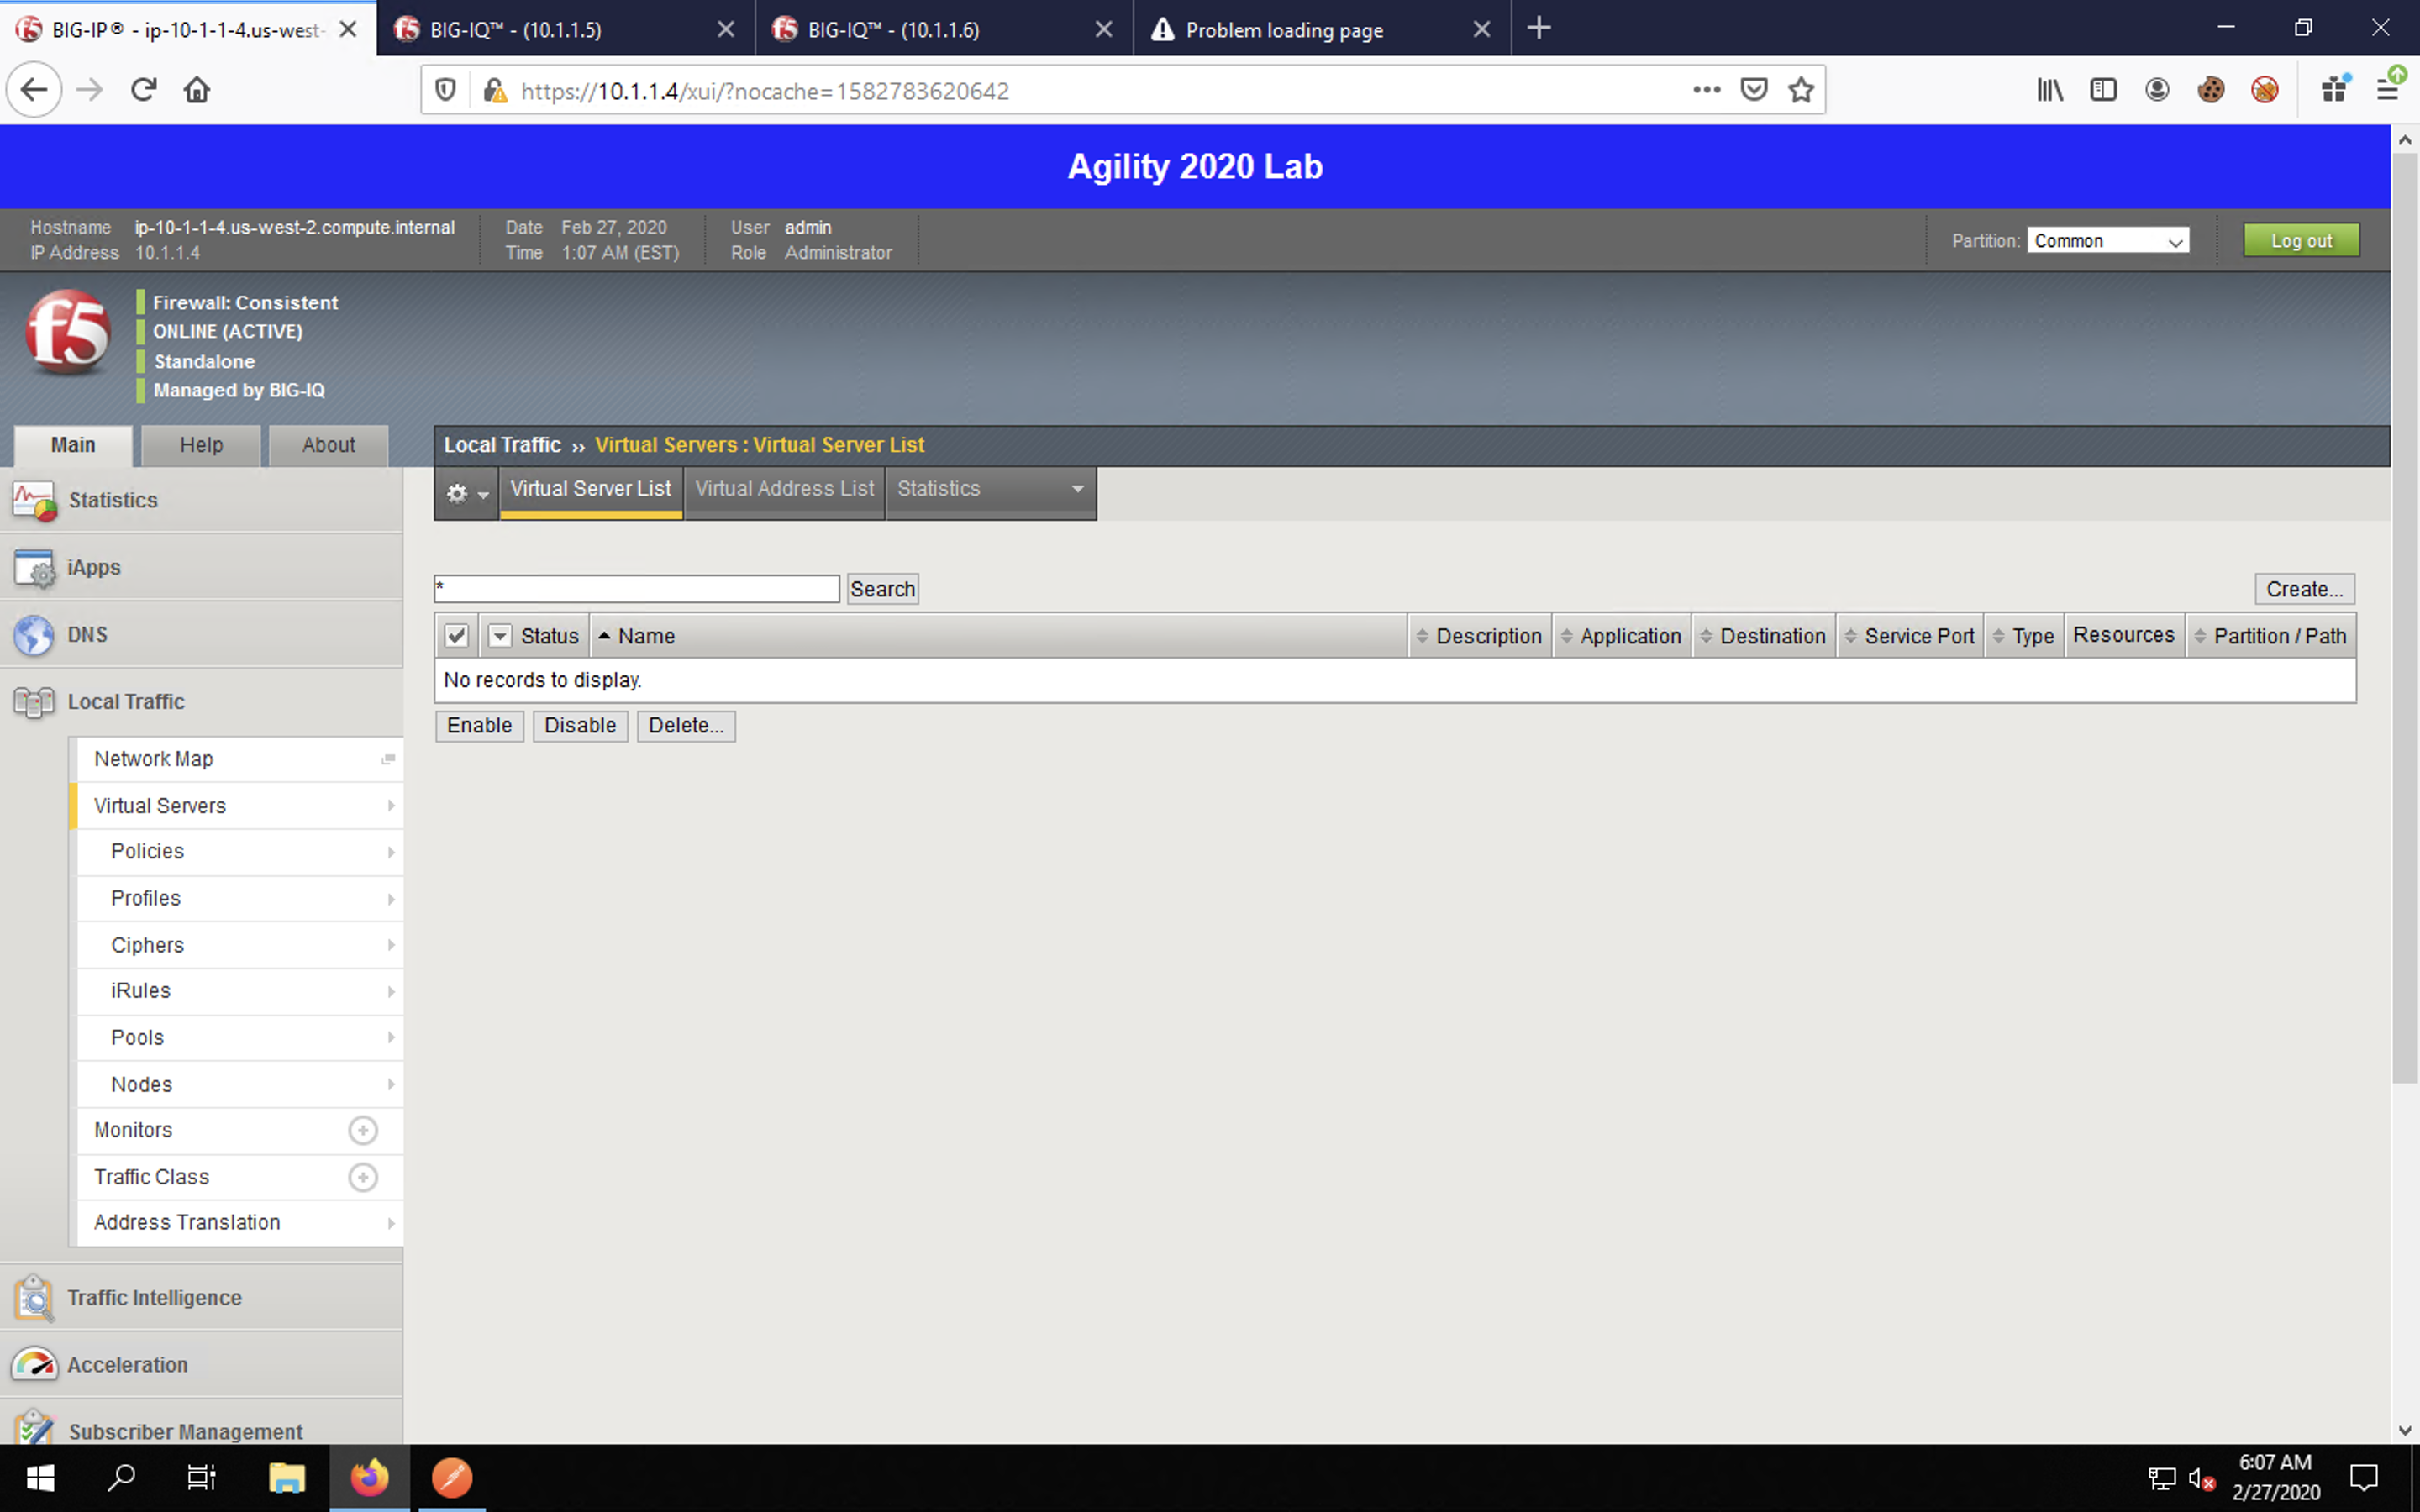 BIG-IP® - ip-10-1-1-4.us-west-
BIG-IQ™ - (10.1.1.5)
BIG-IQ™ - (10.1.1.6)
Problem loading page
https://10.1.1.4/xui/?nocache=1582783620642
Agility 2020 Lab
Hostname ip-10-1-1-4.us-west-2.compute.internal
IP Address 10.1.1.4
Date Feb 27, 2020
Time 1:07 AM (EST)
User admin
Role Administrator
Partition: Common
Log out
f5
Firewall: Consistent
ONLINE (ACTIVE)
Standalone
Managed by BIG-IQ
Main Help About
Local Traffic ›› Virtual Servers : Virtual Server List
Virtual Server List Virtual Address List Statistics
Statistics
iApps
DNS
Local Traffic
Network Map
Virtual Servers
Policies
Profiles
Ciphers
iRules
Pools
Nodes
Monitors
Traffic Class
Address Translation
Traffic Intelligence
Acceleration
Subscriber Management
* Search Create...
Status Name Description Application Destination Service Port Type Resources Partition / Path
No records to display.
Enable Disable Delete...
6:07 AM
2/27/2020